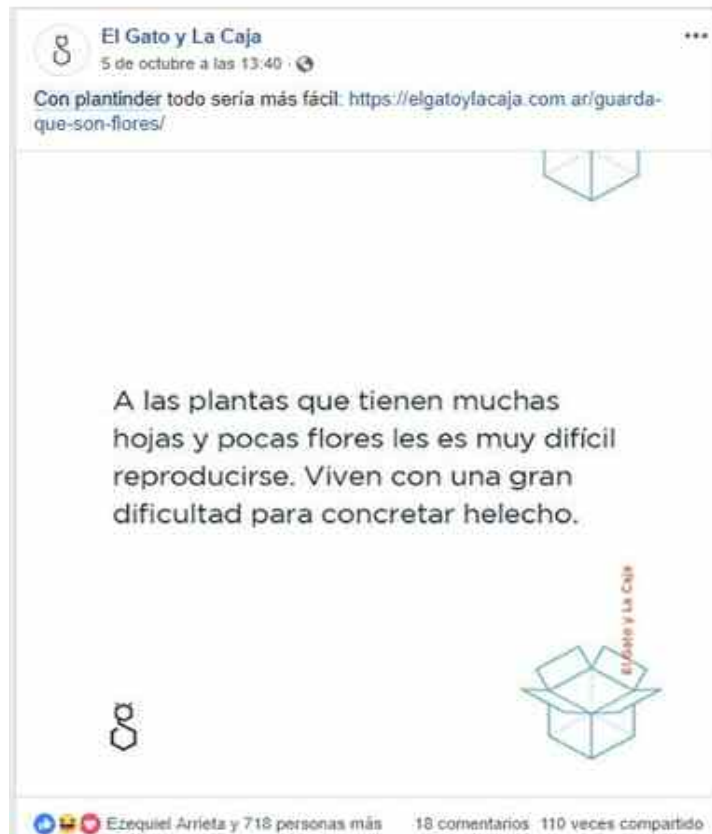 El Gato y La Caja
5 de octubre a las 13:40
Con plantinder todo sería más fácil: https://elgatoylacaja.com.ar/guarda-
que-son-flores/
A las plantas que tienen muchas
hojas y pocas flores les es muy difícil
reproducirse. Viven con una gran
dificultad para concretar helecho.
El Gato y La Caja
Ezequiel Arrieta y 718 personas más 18 comentarios 110 veces compartido